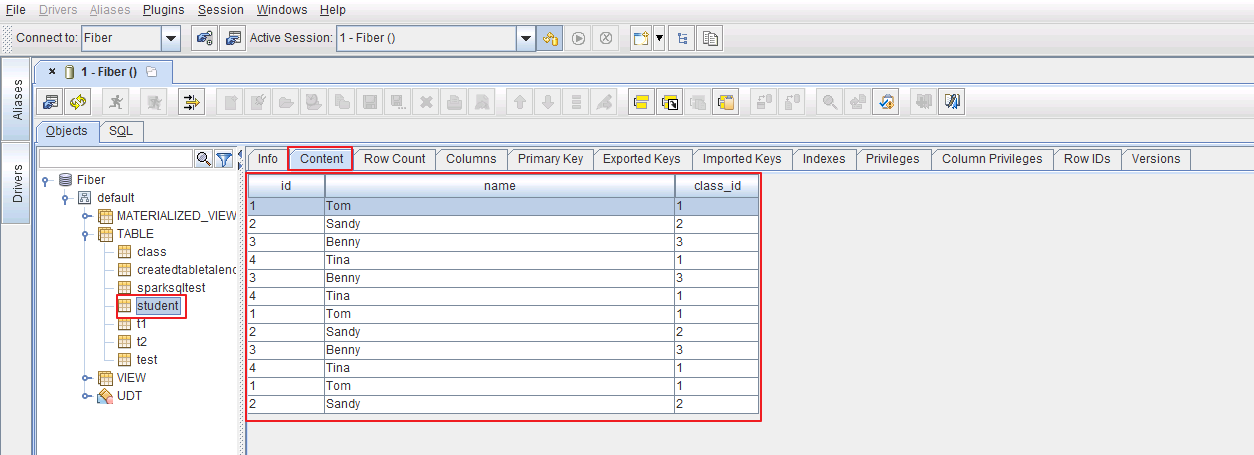 File Drivers Aliases Plugins Session Windows Help
Connect to: Fiber Active Session: 1 - Fiber ()
Aliases
Drivers
1 - Fiber ()
Objects SQL
Info Content Row Count Columns Primary Key Exported Keys Imported Keys Indexes Privileges Column Privileges Row IDs Versions
Fiber
default
MATERIALIZED_VIEW
TABLE
class
createdtabletalend
sparksqltest
student
t1
t2
test
VIEW
UDT
id name class_id
1 Tom 1
2 Sandy 2
3 Benny 3
4 Tina 1
3 Benny 3
4 Tina 1
1 Tom 1
2 Sandy 2
3 Benny 3
4 Tina 1
1 Tom 1
2 Sandy 2